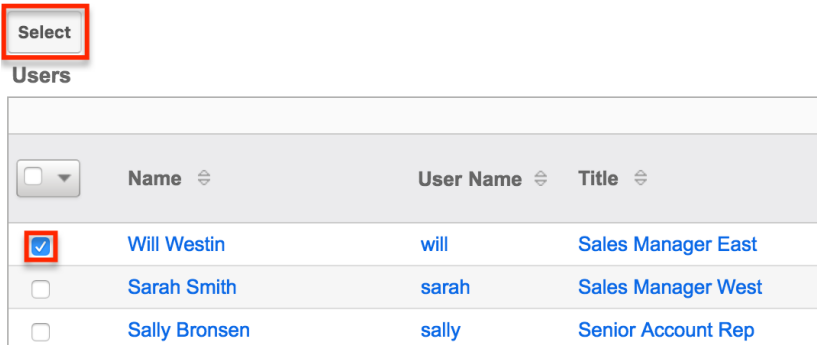 Select
Users
Name User Name Title
Will Westin will Sales Manager East
Sarah Smith sarah Sales Manager West
Sally Bronsen sally Senior Account Rep